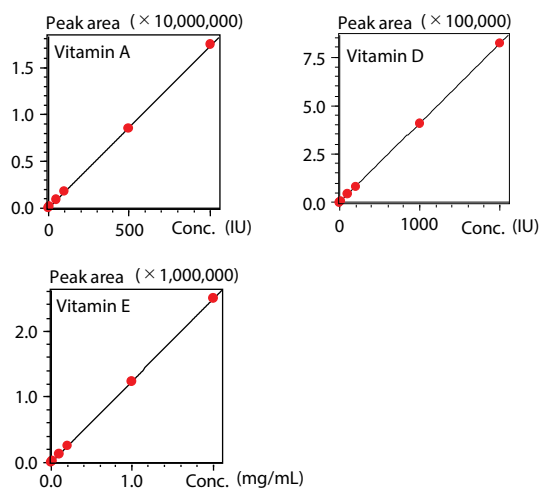 Peak area (×10,000,000)
Vitamin A
1.5
1.0
0.5
0.0
0 500 Conc. (IU)
Peak area (×100,000)
Vitamin D
7.5
5.0
2.5
0.0
0 1000 Conc. (IU)
Peak area (×1,000,000)
Vitamin E
2.0
1.0
0.0
0.0 1.0 Conc. (mg/mL)